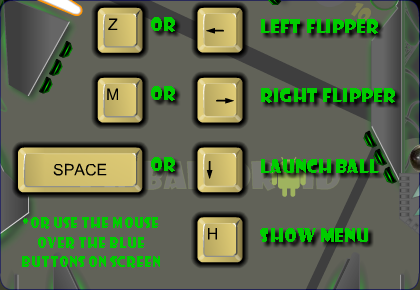 Z OR ← LEFT FLIPPER
M OR → RIGHT FLIPPER
SPACE OR ↓ LAUNCH BALL
H SHOW MENU
*OR USE THE MOUSE
OVER THE BLUE
BUTTONS ON SCREEN